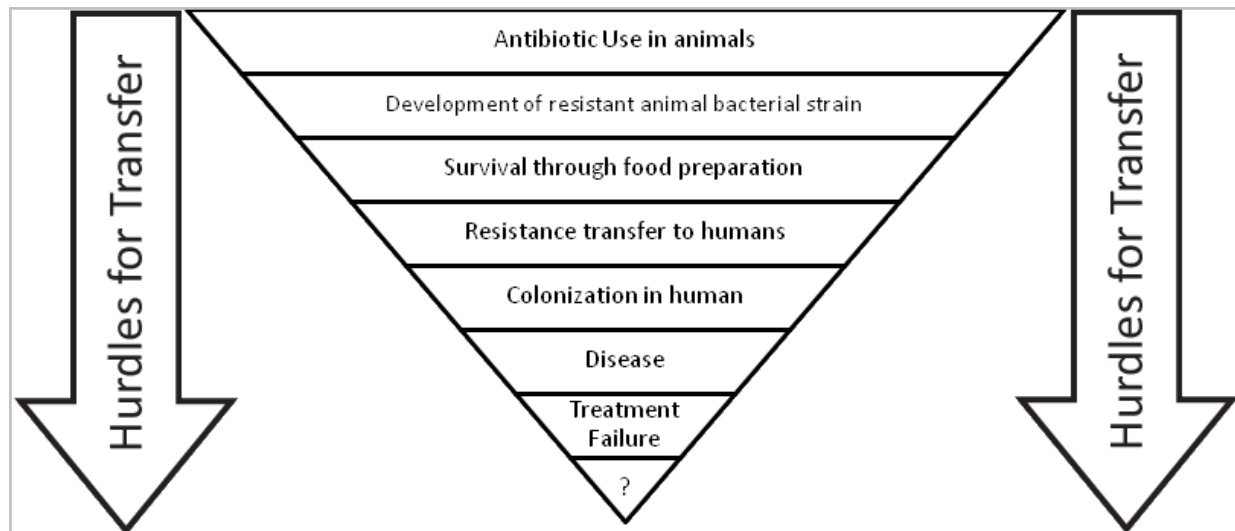 Hurdles for Transfer
Antibiotic Use in animals
Development of resistant animal bacterial strain
Survival through food preparation
Resistance transfer to humans
Colonization in human
Disease
Treatment
Failure
?
Hurdles for Transfer